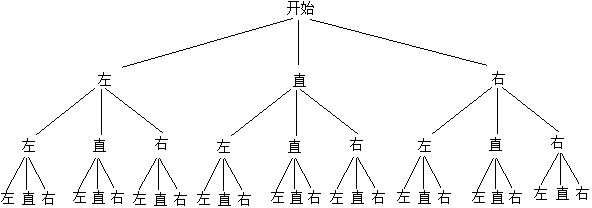 开始
左 直 右
左 直 右 左 直 右 左 直 右
左 直 右 左 直 右 左 直 右 左 直 右 左 直 右 左 直 右 左 直 右 左 直 右 左 直 右